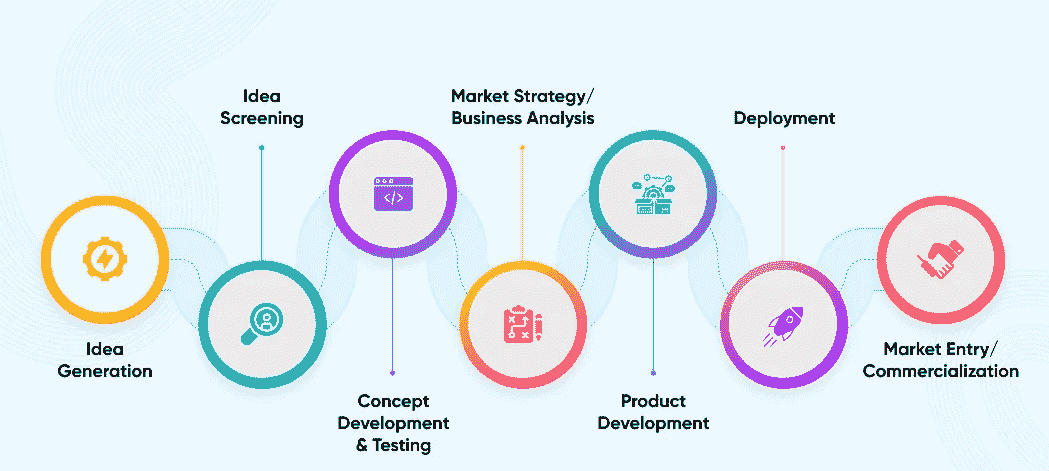 Idea
Generation
Idea
Screening
Concept
Development
& Testing
Market Strategy/
Business Analysis
Product
Development
Deployment
Market Entry/
Commercialization